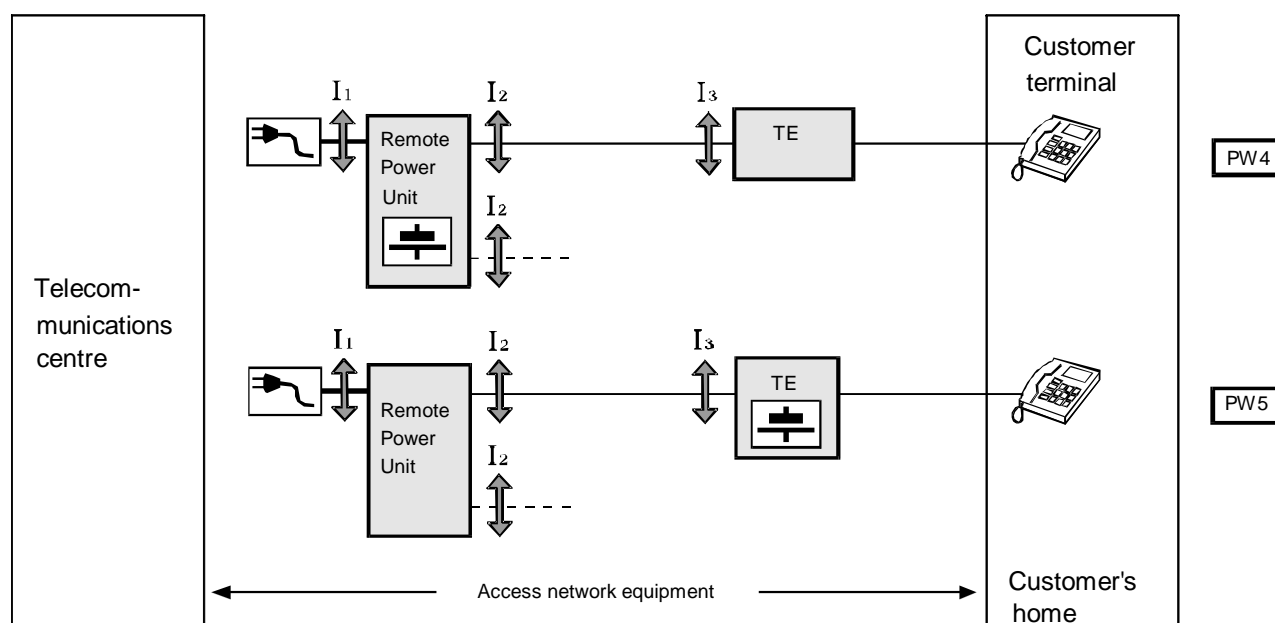 Customer
terminal
I1
I2
I3
TE
Remote
Power
Unit
PW4
I2
Telecom-
munications
centre
I1
I2
I3
TE
Remote
Power
Unit
PW5
I2
Access network equipment
Customer's
home